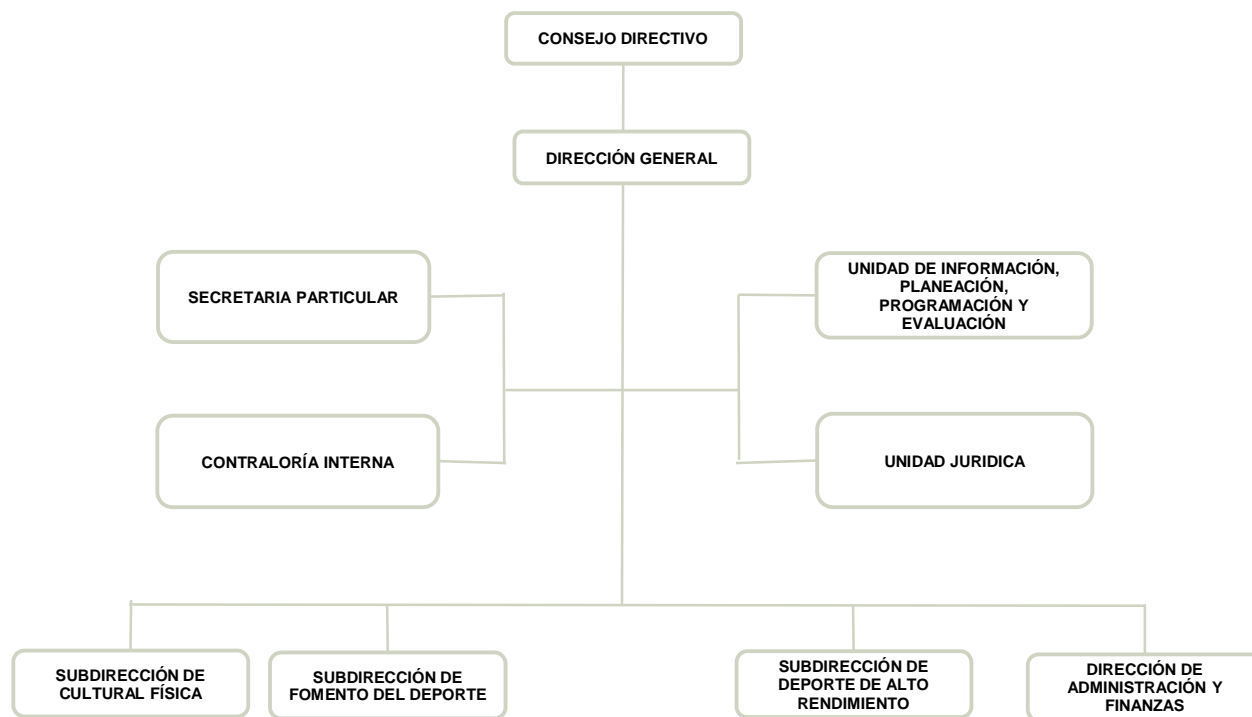 CONSEJO DIRECTIVO
DIRECCIÓN GENERAL
SECRETARIA PARTICULAR
UNIDAD DE INFORMACIÓN,
PLANEACIÓN,
PROGRAMACIÓN Y
EVALUACIÓN
CONTRALORÍA INTERNA
UNIDAD JURIDICA
SUBDIRECCIÓN DE
CULTURAL FÍSICA
SUBDIRECCIÓN DE
FOMENTO DEL DEPORTE
SUBDIRECCIÓN DE
DEPORTE DE ALTO
RENDIMIENTO
DIRECCIÓN DE
ADMINISTRACIÓN Y
FINANZAS